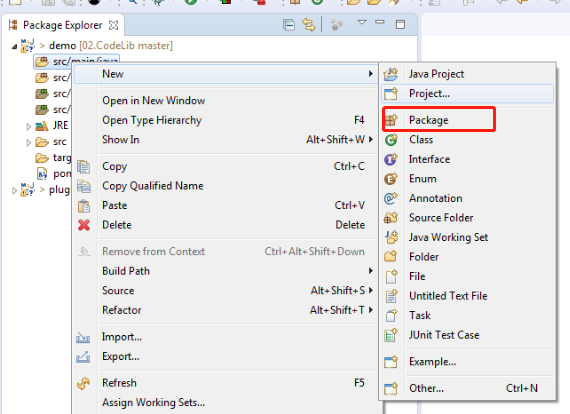 Package Explorer
> demo [02.CodeLib master]
src/main/java
src/
src/
src/
JRE
src
targ
pon
> plug
New
Open in New Window
Open Type Hierarchy F4
Show In Alt+Shift+W
Copy Ctrl+C
Copy Qualified Name
Paste Ctrl+V
Delete Delete
Remove from Context Ctrl+Alt+Shift+Down
Build Path
Source Alt+Shift+S
Refactor Alt+Shift+T
Import...
Export...
Refresh F5
Assign Working Sets...
Java Project
Project...
Package
Class
Interface
Enum
Annotation
Source Folder
Java Working Set
Folder
File
Untitled Text File
Task
JUnit Test Case
Example...
Other... Ctrl+N